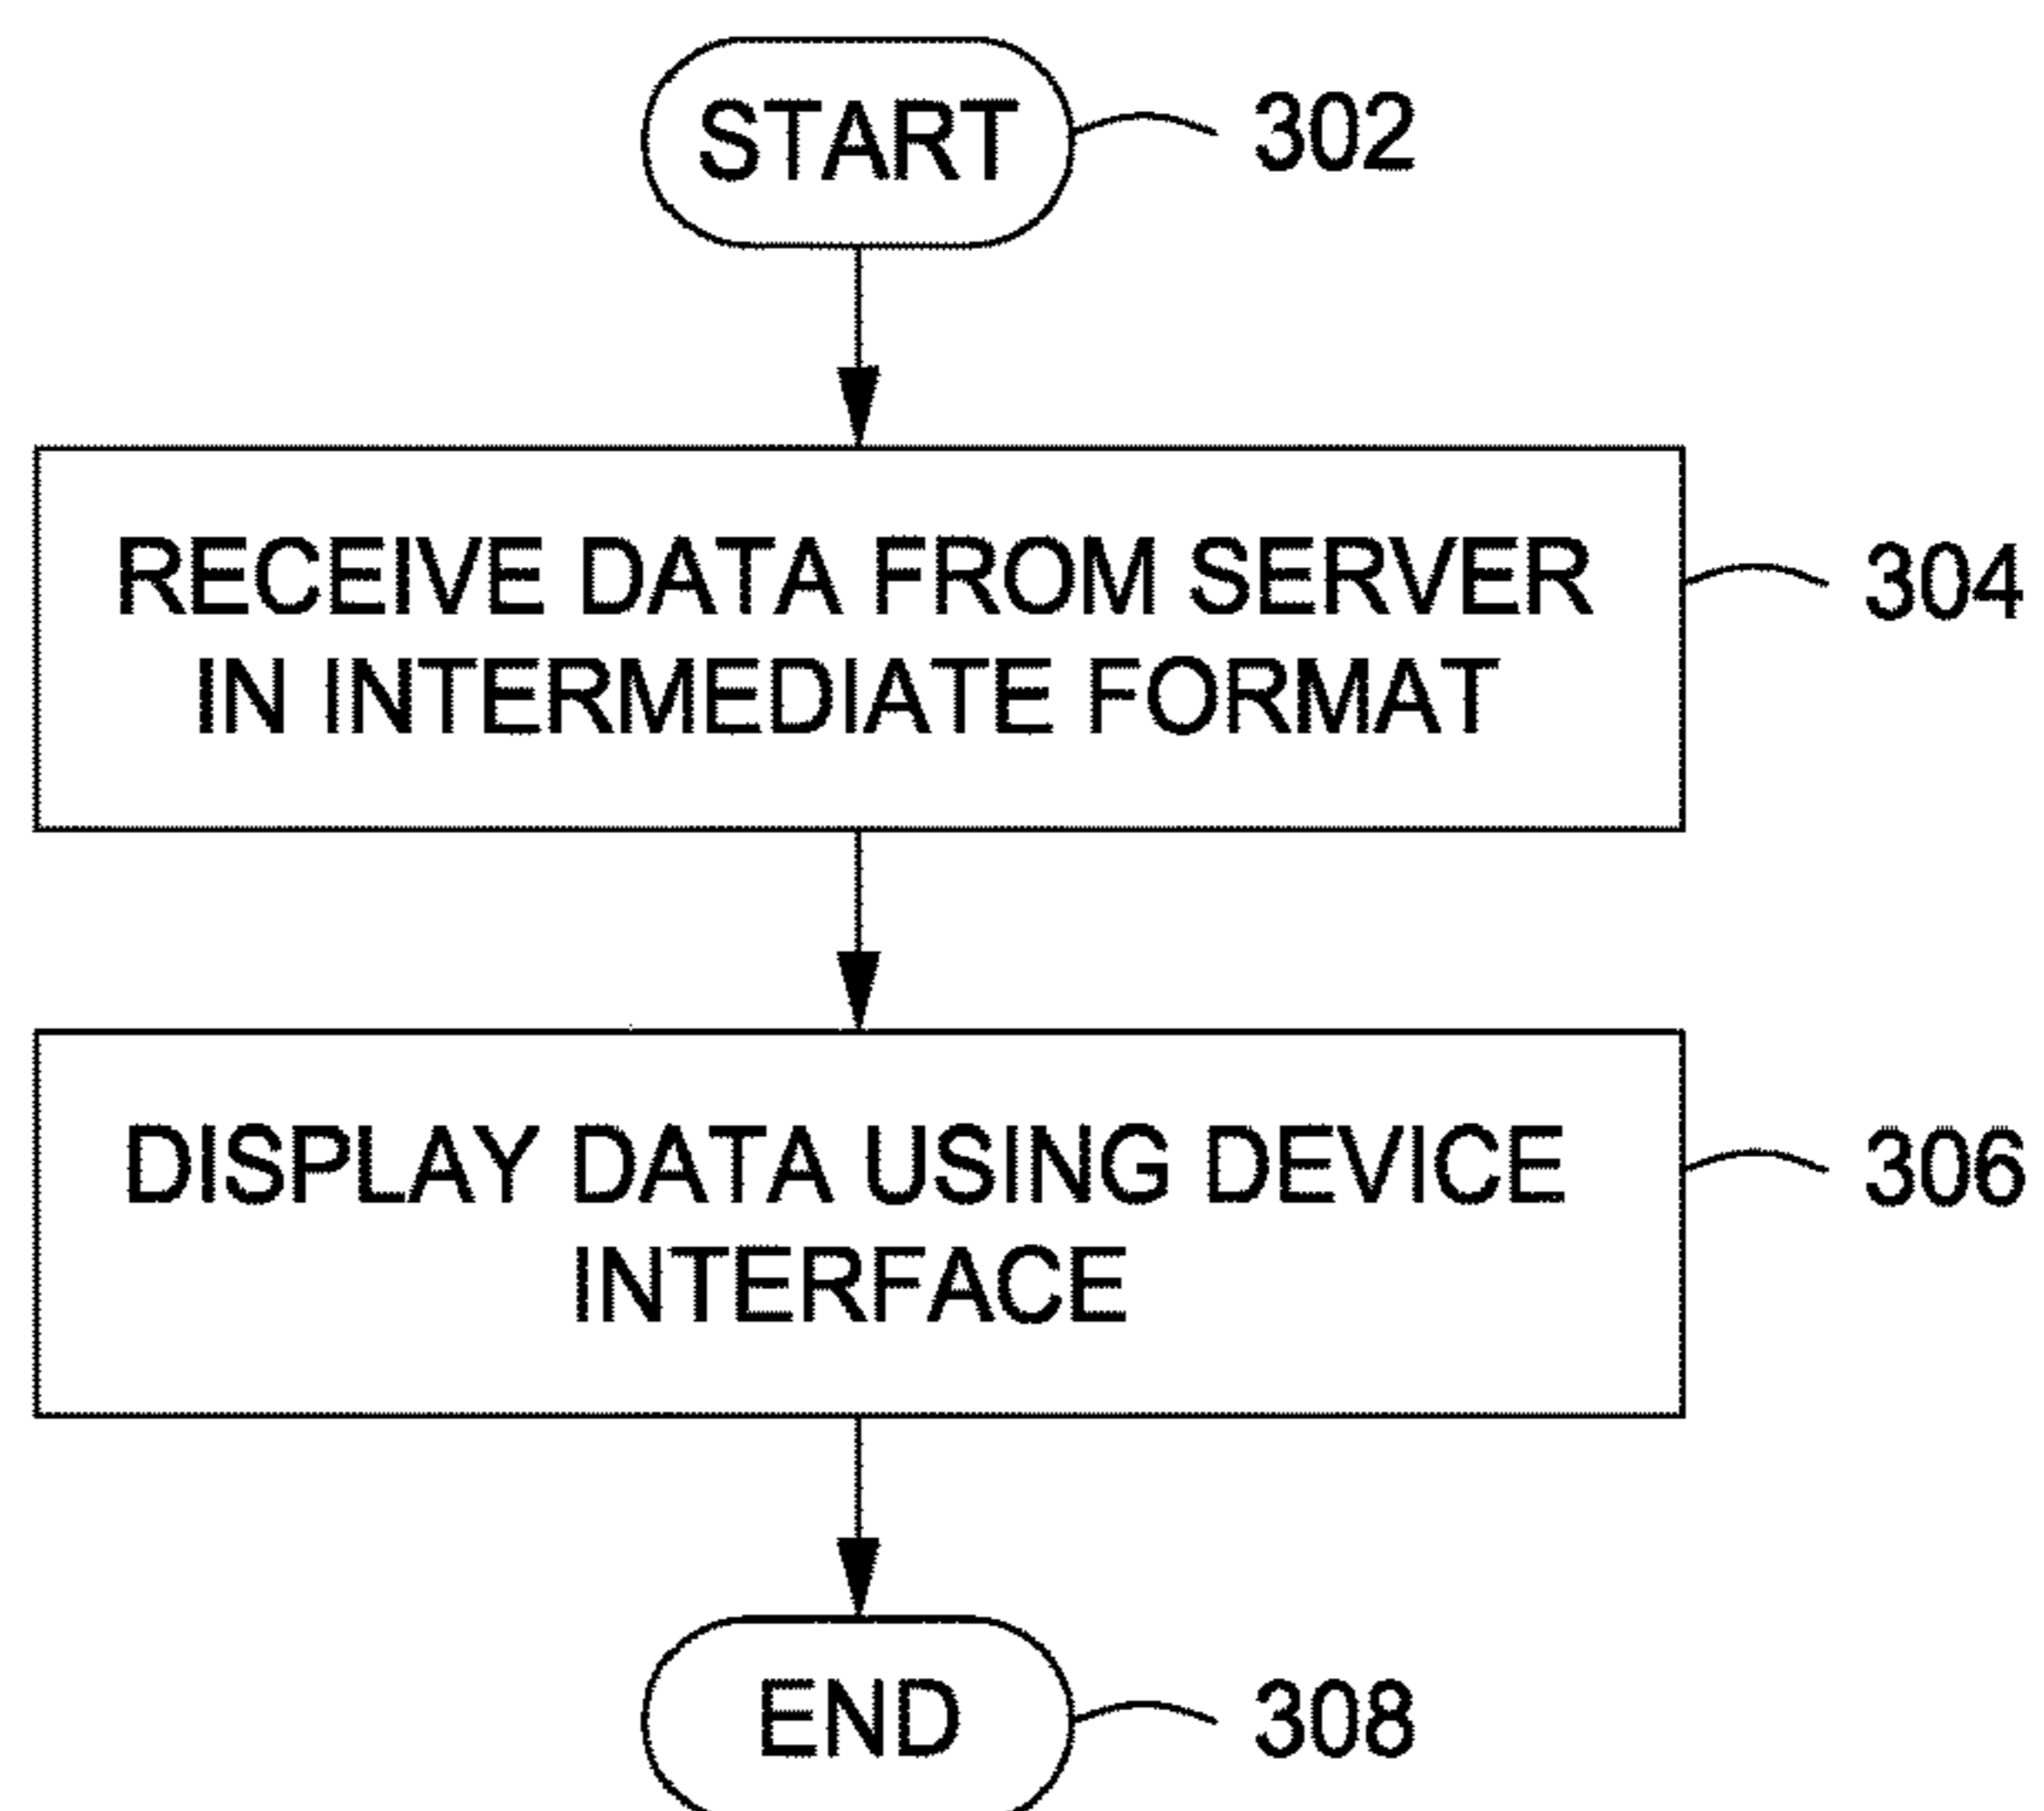 START 302
RECEIVE DATA FROM SERVER
IN INTERMEDIATE FORMAT
304
DISPLAY DATA USING DEVICE
INTERFACE
306
END 308